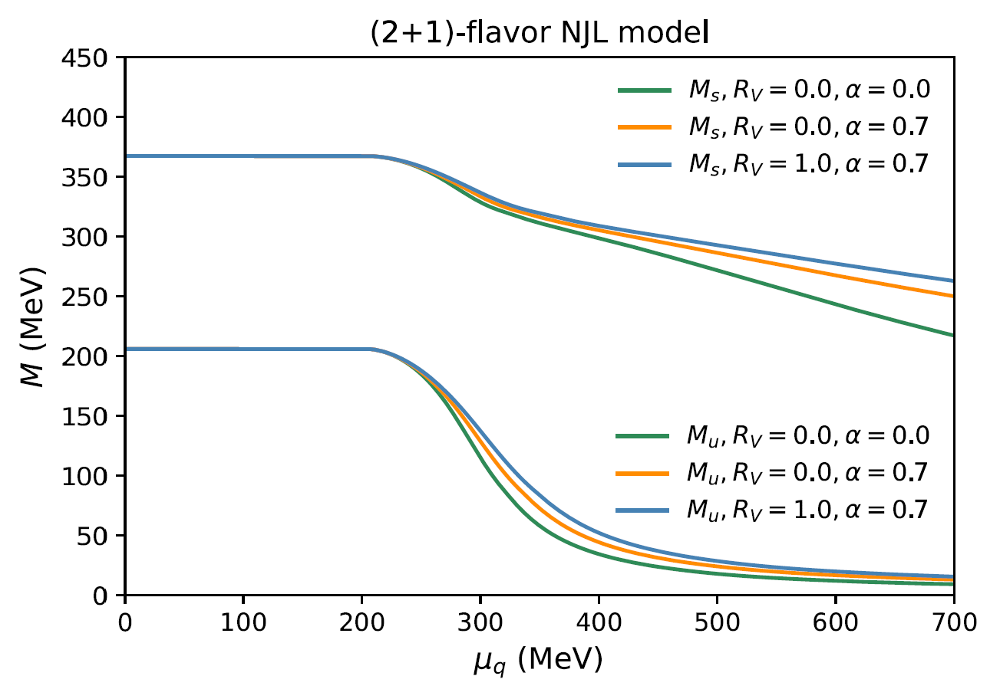 (2+1)-flavor NJL model
450
400
350
300
250
200
150
100
50
0
M (MeV)
M_s, R_V = 0.0, α = 0.0
M_s, R_V = 0.0, α = 0.7
M_s, R_V = 1.0, α = 0.7
M_u, R_V = 0.0, α = 0.0
M_u, R_V = 0.0, α = 0.7
M_u, R_V = 1.0, α = 0.7
0 100 200 300 400 500 600 700
μ_q (MeV)